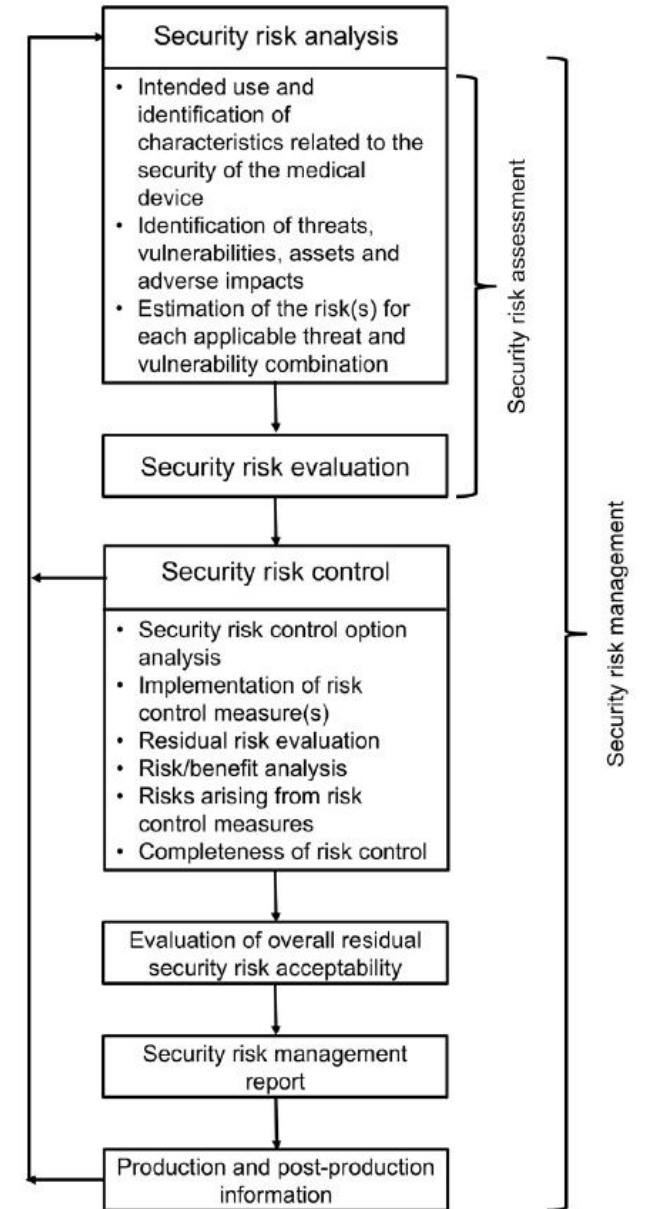 Security risk analysis
• Intended use and
identification of
characteristics related to the
security of the medical
device
• Identification of threats,
vulnerabilities, assets and
adverse impacts
• Estimation of the risk(s) for
each applicable threat and
vulnerability combination
Security risk evaluation
Security risk assessment
Security risk control
• Security risk control option
analysis
• Implementation of risk
control measure(s)
• Residual risk evaluation
• Risk/benefit analysis
• Risks arising from risk
control measures
• Completeness of risk control
Evaluation of overall residual
security risk acceptability
Security risk management
report
Production and post-production
information
Security risk management